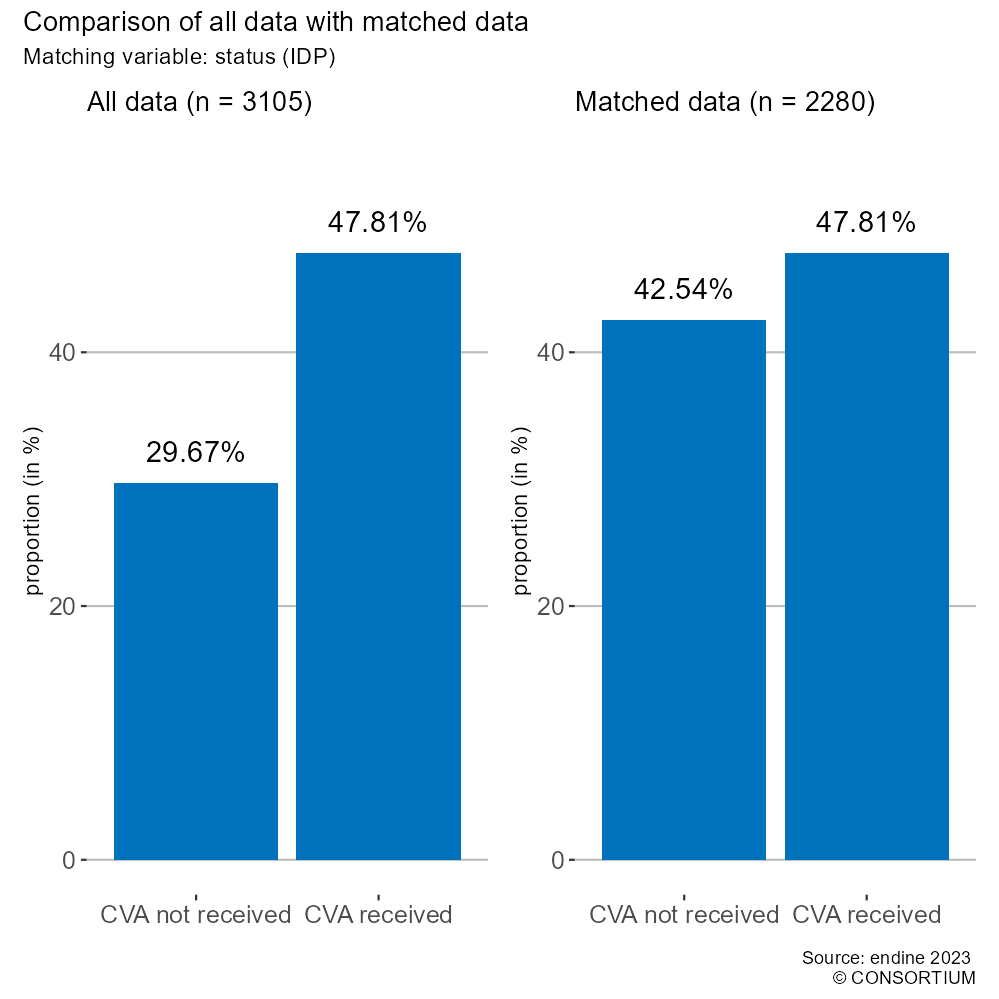 Comparison of all data with matched data
Matching variable: status (IDP)
All data (n = 3105)
47.81%
40
29.67%
proportion (in %)
20
0
CVA not received CVA received
Matched data (n = 2280)
47.81%
42.54%
40
proportion (in %)
20
0
CVA not received CVA received
Source: endine 2023
© CONSORTIUM